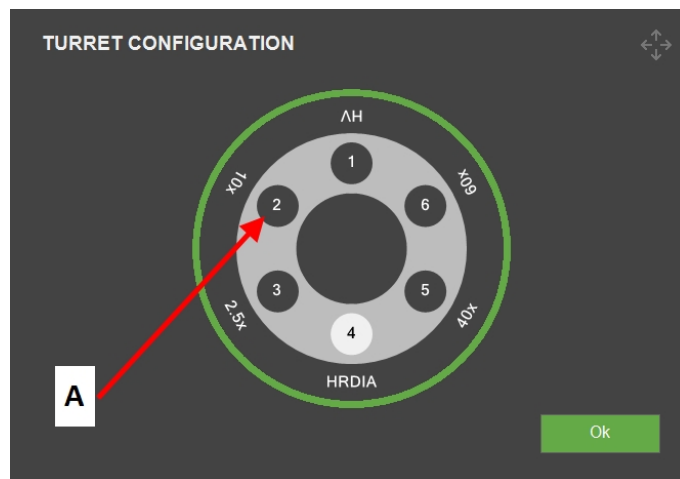 TURRET CONFIGURATION
HV
1
10x
60x
2
6
3
5
2.5x
40x
4
HRDIA
A
Ok